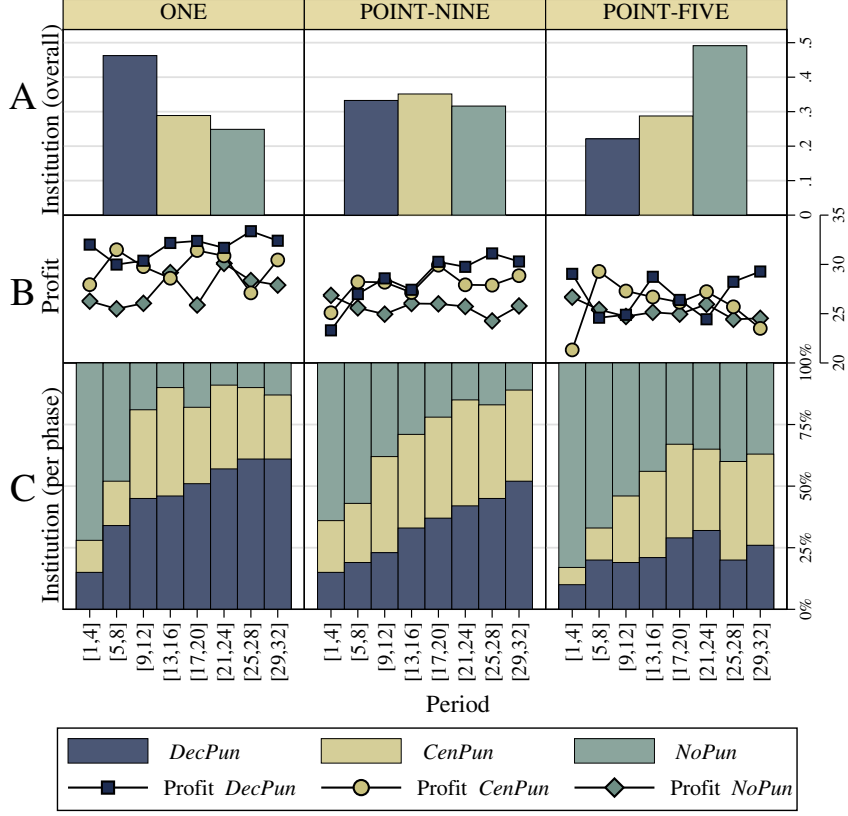 ONE POINT-NINE POINT-FIVE
A
Institution (overall)
.5
.4
.3
.2
.1
0
B
Profit
35
30
25
20
C
Institution (per phase)
100%
75%
50%
25%
0%
[1,4] [5,8] [9,12] [13,16] [17,20] [21,24] [25,28] [29,32] [1,4] [5,8] [9,12] [13,16] [17,20] [21,24] [25,28] [29,32] [1,4] [5,8] [9,12] [13,16] [17,20] [21,24] [25,28] [29,32]
Period
DecPun CenPun NoPun
Profit DecPun Profit CenPun Profit NoPun